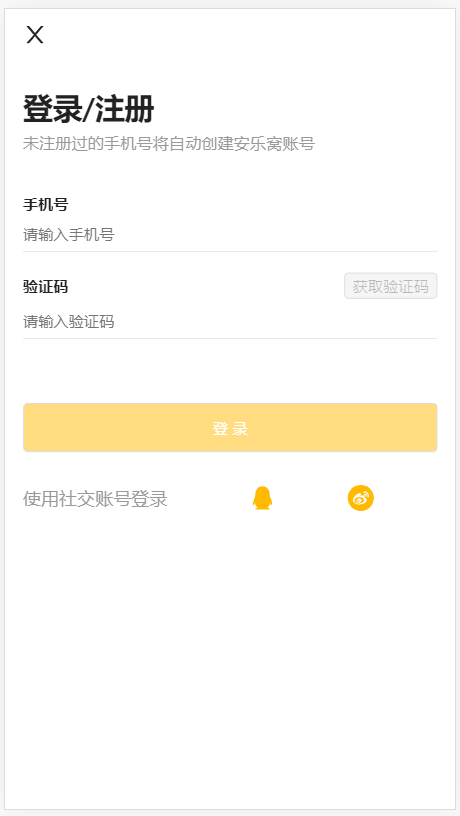 X
登录/注册
未注册过的手机号将自动创建安乐窝账号
手机号
请输入手机号
验证码 获取验证码
请输入验证码
登录
使用社交账号登录